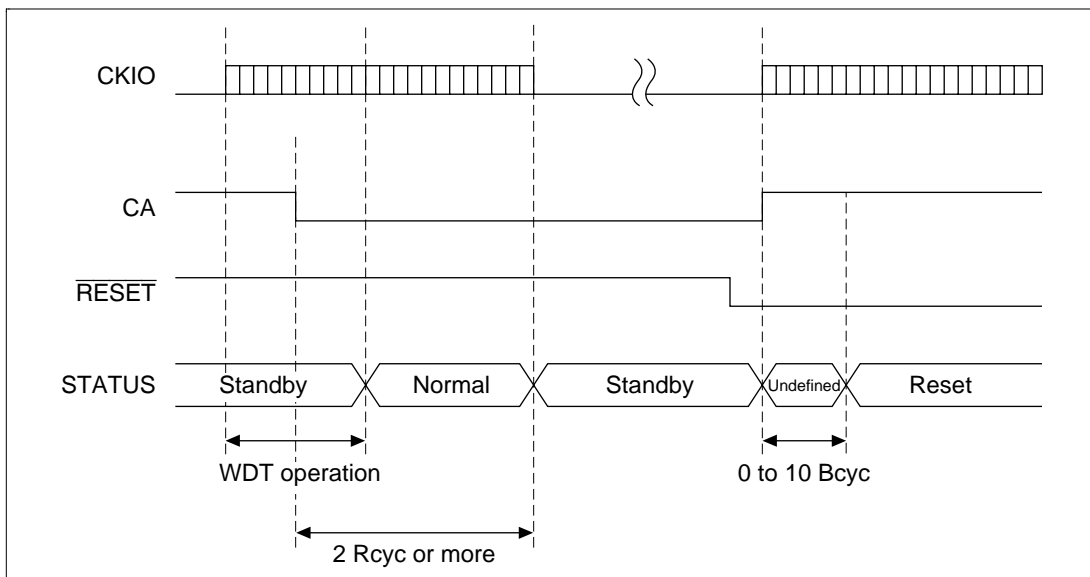 CKIO
CA
RESET
STATUS
Standby
Normal
Standby
Undefined
Reset
WDT operation
0 to 10 Bcyc
2 Rcyc or more